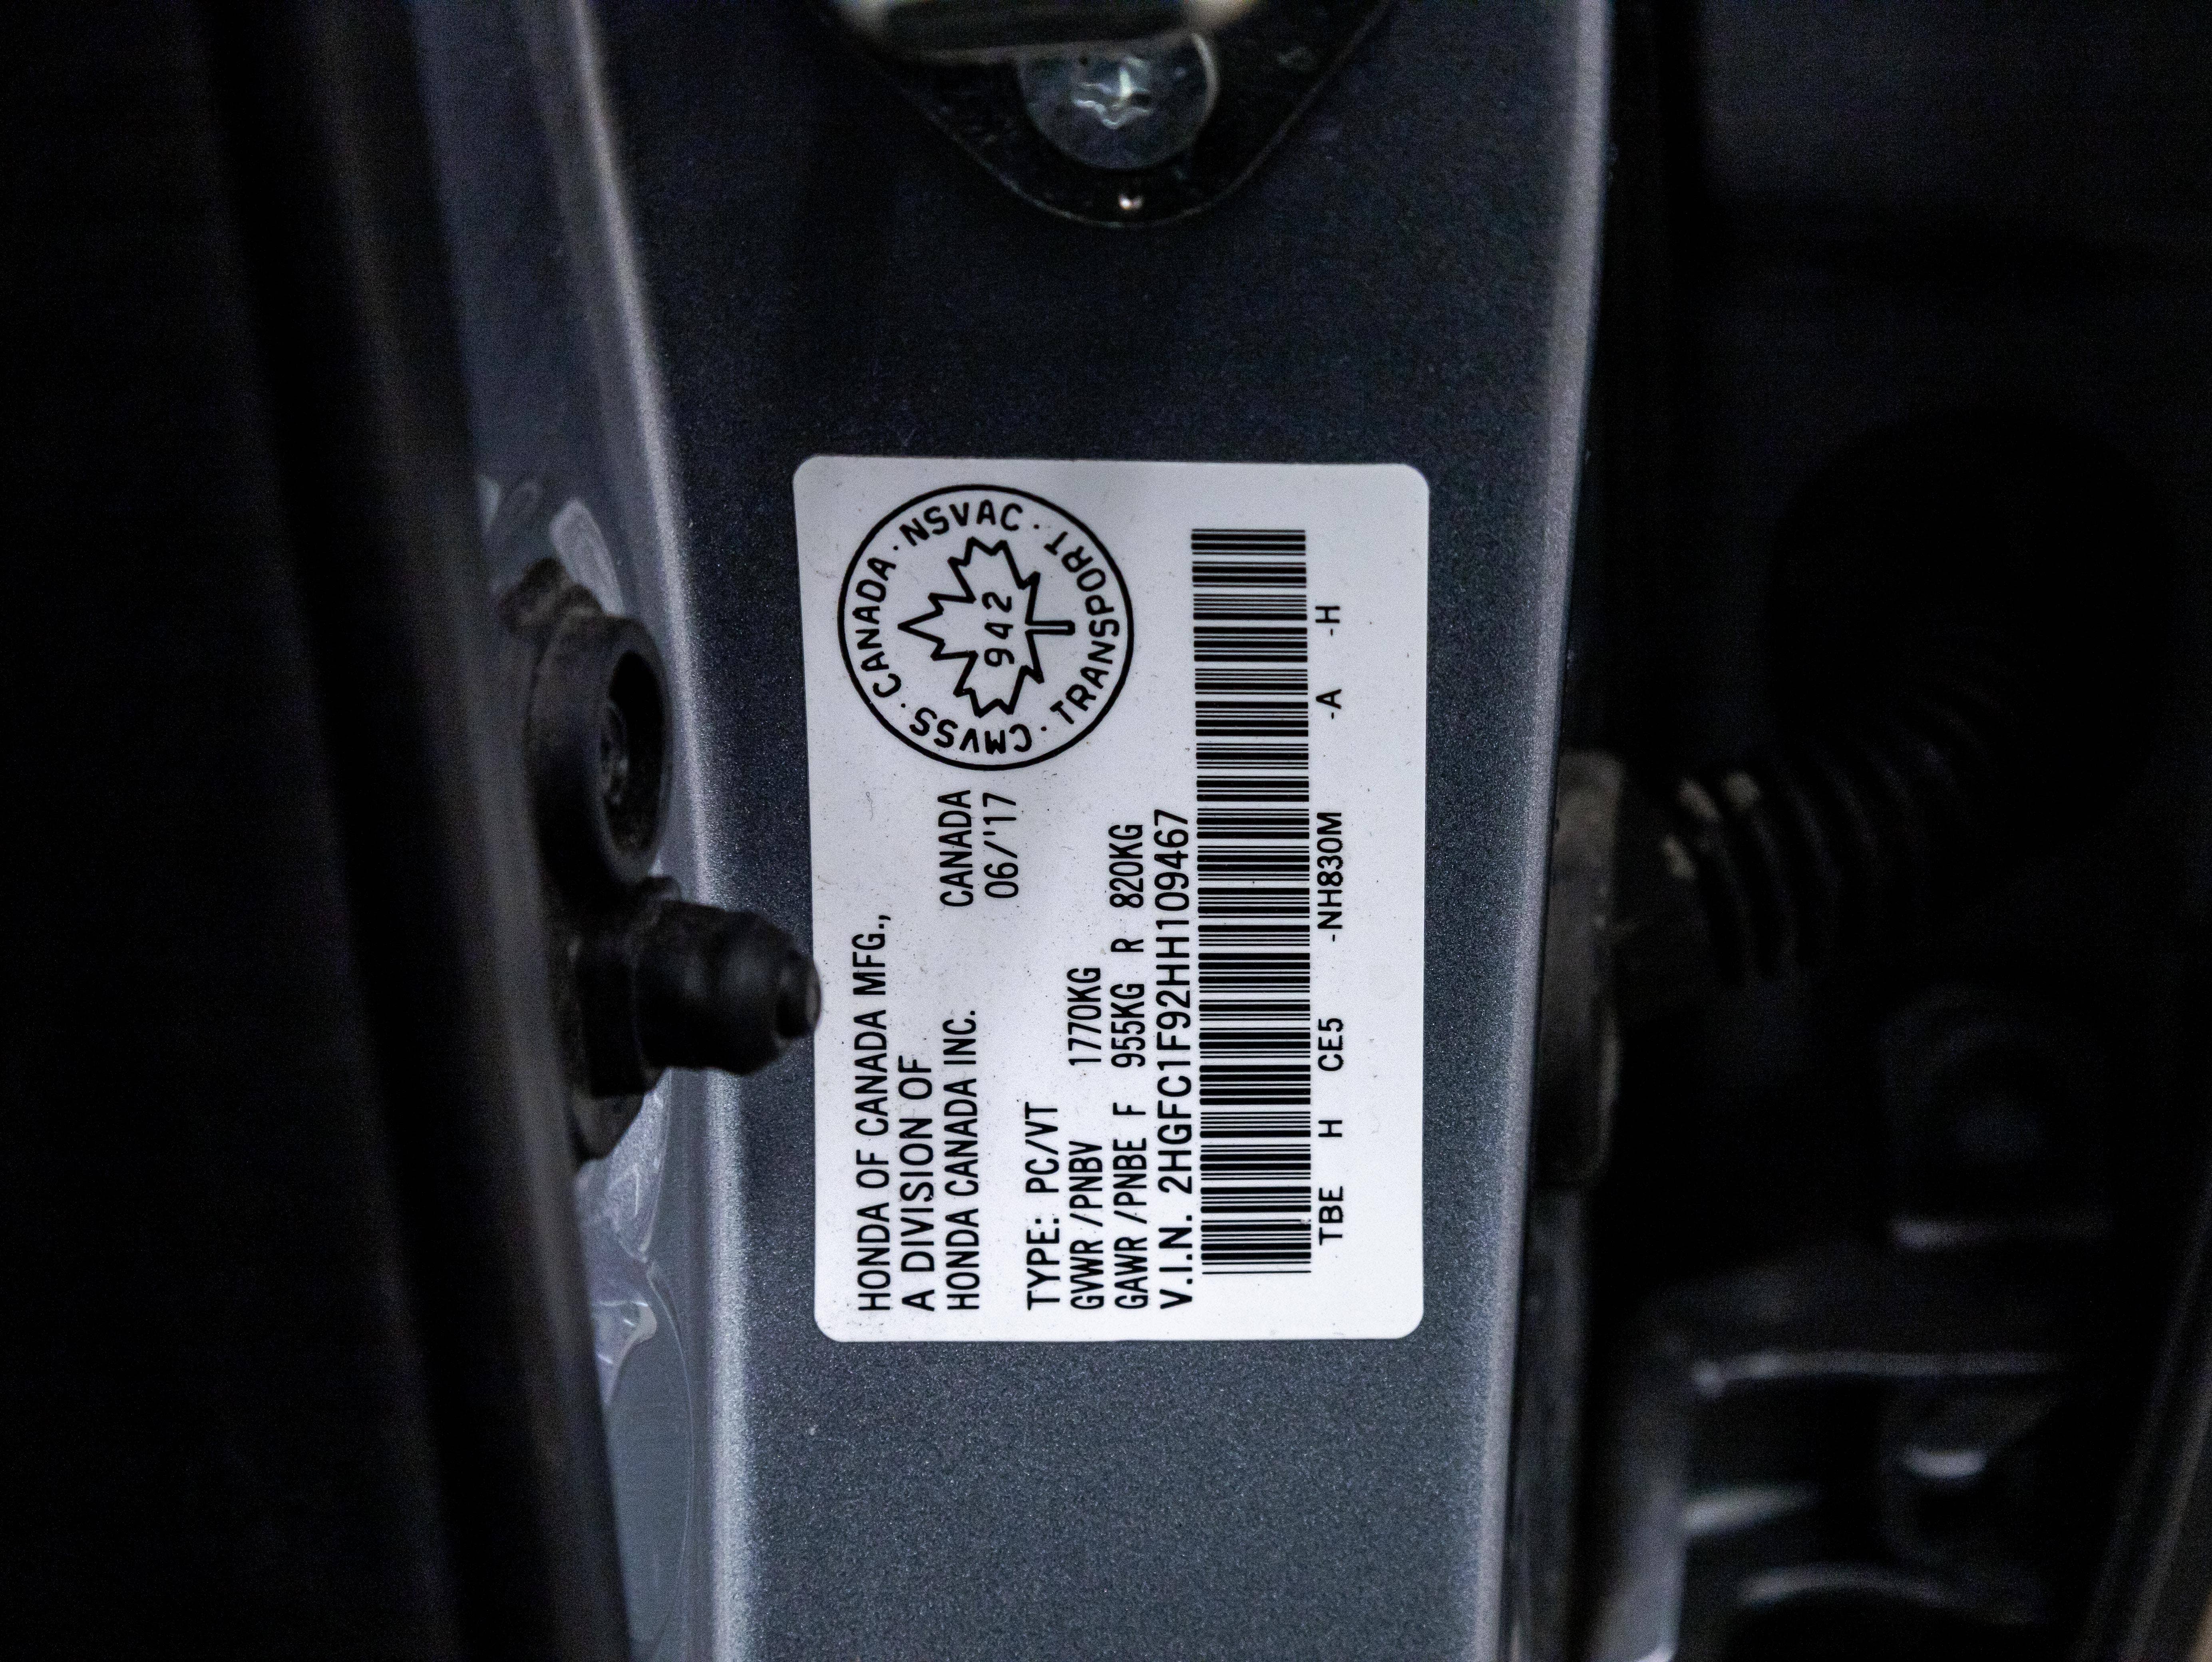 HONDA OF CANADA MFG.,
A DIVISION OF
HONDA CANADA INC.
CANADA
06/'17
CMVSS · CANADA · NSVAC · TRANSPORT ·
942
TYPE: PC/VT
GVWR /PNBV 1770KG
GAWR /PNBE F 955KG R 820KG
V.I.N. 2HGFC1F92HH109467
TBE H CE5 -NH830M -A -H